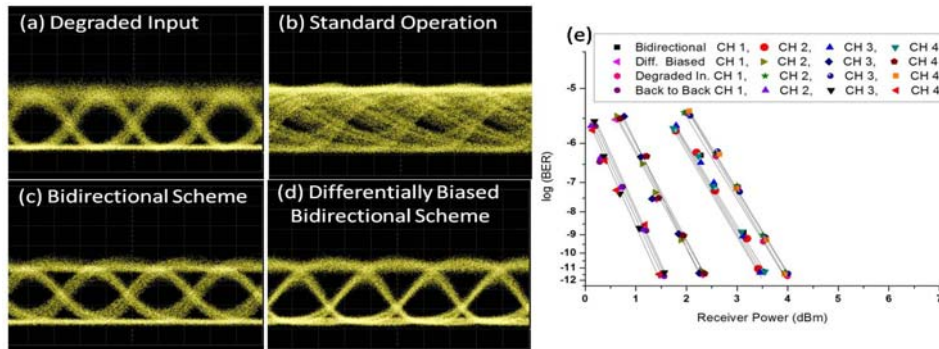 (a) Degraded Input
(b) Standard Operation
(c) Bidirectional Scheme
(d) Differentially Biased
Bidirectional Scheme
(e)
Bidirectional CH 1, CH 2, CH 3, CH 4
Diff. Biased CH 1, CH 2, CH 3, CH 4
Degraded In. CH 1, CH 2, CH 3, CH 4
Back to Back CH 1, CH 2, CH 3, CH 4
log (BER)
-5
-6
-7
-8
-9
-10
-11
-12
0 1 2 3 4 5 6 7
Receiver Power (dBm)